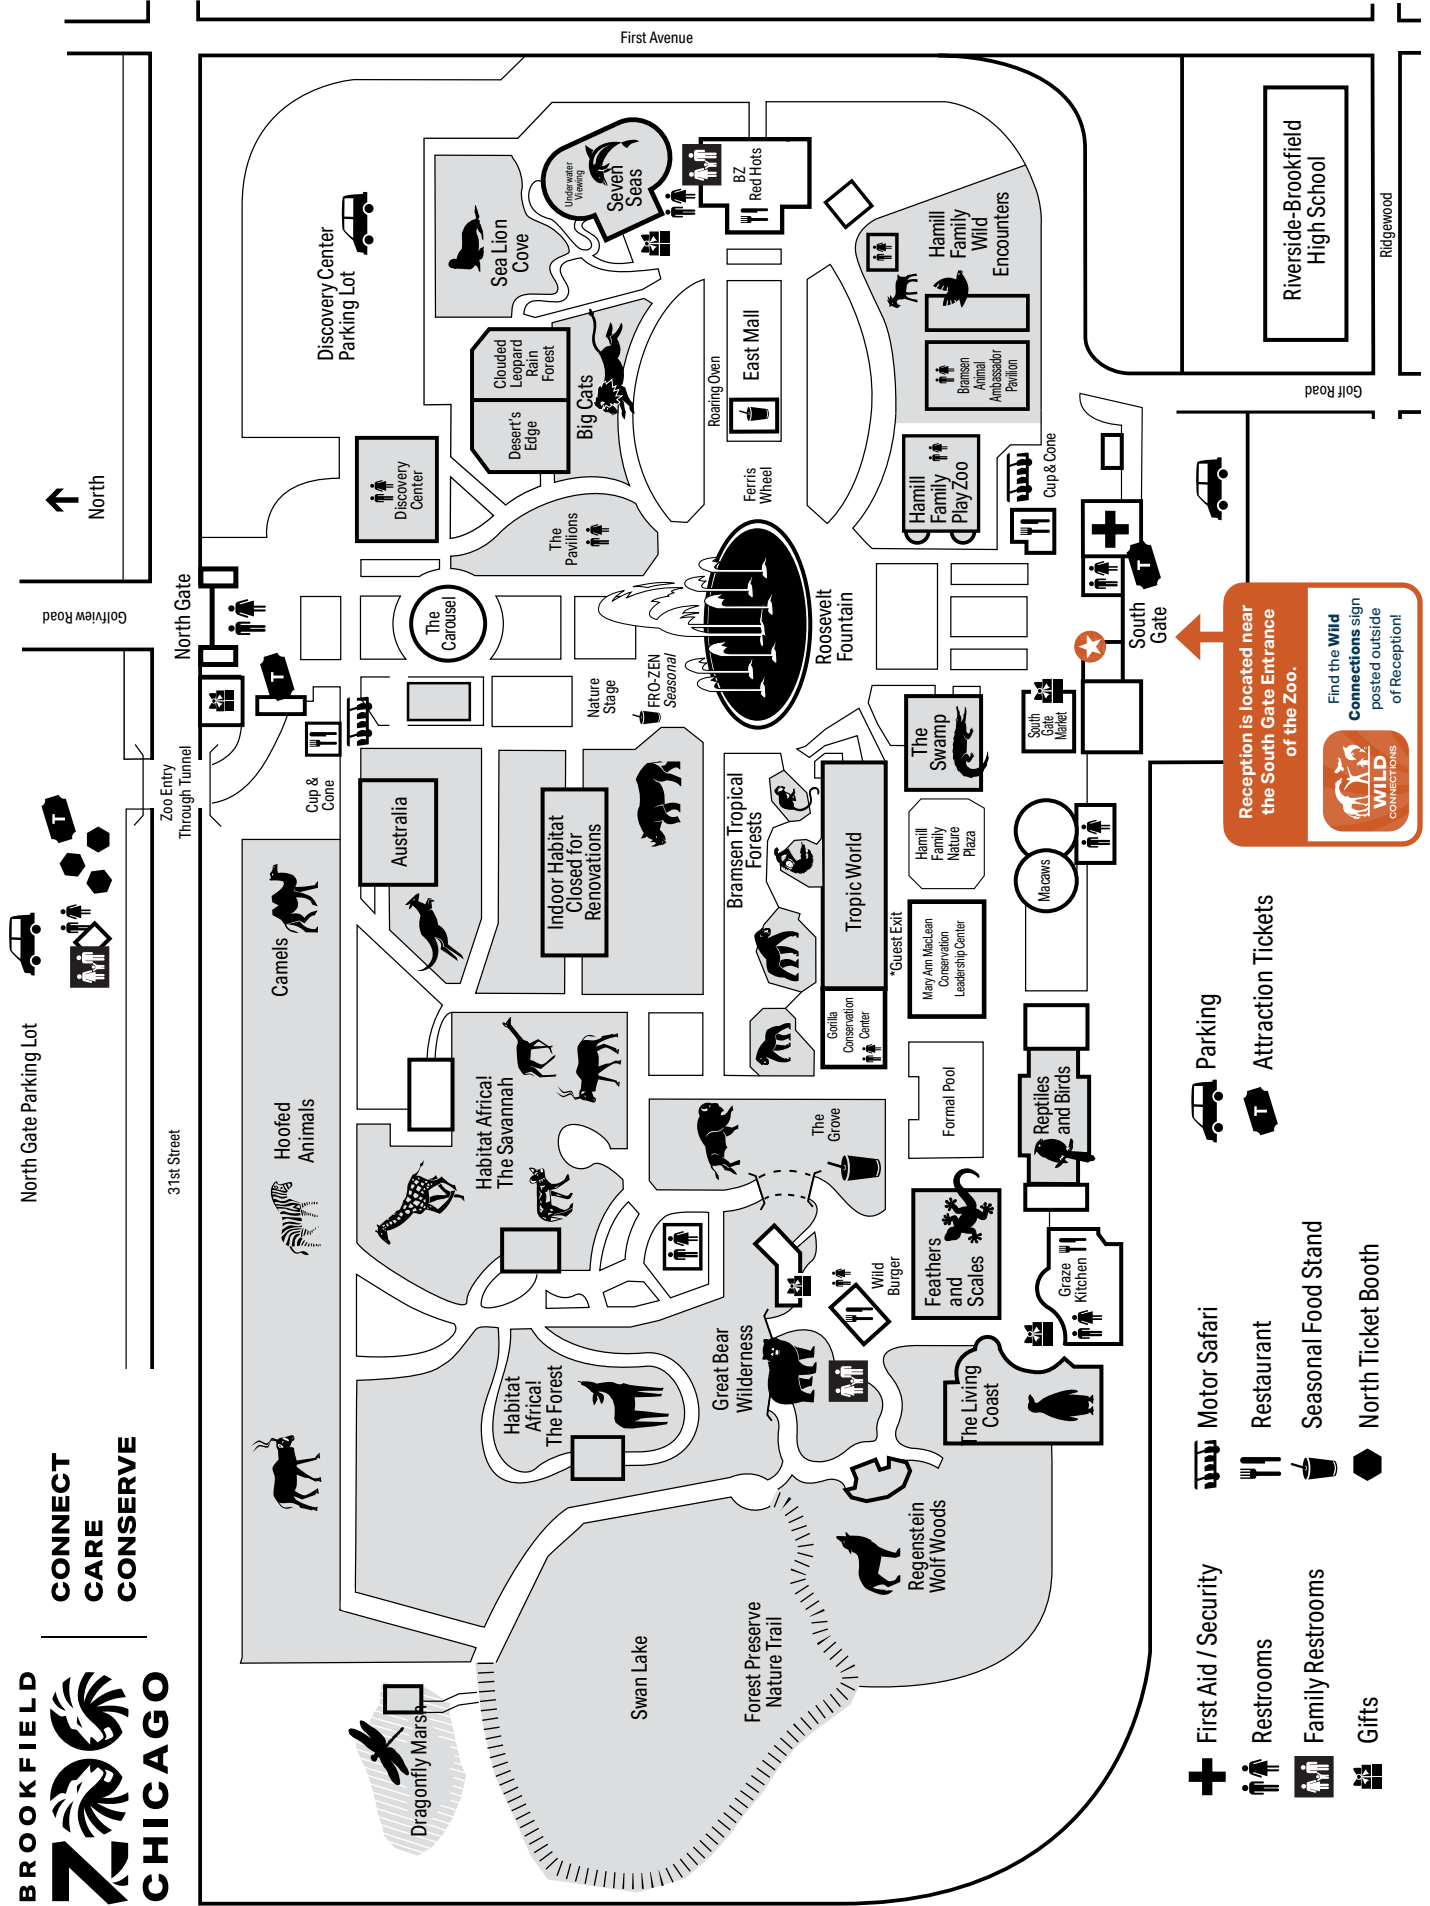 BROOKFIELD
ZOO
CHICAGO
CONNECT
CARE
CONSERVE
North Gate Parking Lot
T
31st Street
Zoo Entry
Through Tunnel
Golfview Road
North
First Avenue
North Gate
T
Discovery Center
Parking Lot
Hoofed
Animals
Camels
Cup &
Cone
Australia
The
Carousel
Discovery
Center
Sea Lion
Cove
Underwater
Viewing
Seven
Seas
Clouded
Leopard
Rain
Forest
Desert's
Edge
Big Cats
The
Pavilions
Dragonfly Marsh
Habitat
Africa!
The Forest
Habitat Africa!
The Savannah
Indoor Habitat
Closed for
Renovations
Nature
Stage
FRO-ZEN
Seasonal
Swan Lake
Forest Preserve
Nature Trail
Great Bear
Wilderness
Bramsen Tropical
Forests
Roosevelt
Fountain
Ferris
Wheel
Roaring Oven
East Mall
BZ
Red Hots
The
Grove
Wild
Burger
Gorilla
Conservation
Center
Tropic World
*Guest Exit
Regenstein
Wolf Woods
The Living
Coast
Feathers
and
Scales
Formal Pool
Mary Ann MacLean
Conservation
Leadership Center
Hamill
Family
Nature
Plaza
The
Swamp
Hamill
Family
Play Zoo
Bramsen
Animal
Ambassador
Pavilion
Hamill
Family
Wild
Encounters
Graze
Kitchen
Reptiles
and Birds
Macaws
South
Gate
Market
Cup & Cone
T
South
Gate
Golf Road
Riverside-Brookfield
High School
Ridgewood
Reception is located near
the South Gate Entrance
of the Zoo.
WILD
CONNECTIONS
Find the Wild
Connections sign
posted outside
of Reception!
First Aid / Security
Restrooms
Family Restrooms
Gifts
Motor Safari
Restaurant
Seasonal Food Stand
North Ticket Booth
Parking
T
Attraction Tickets